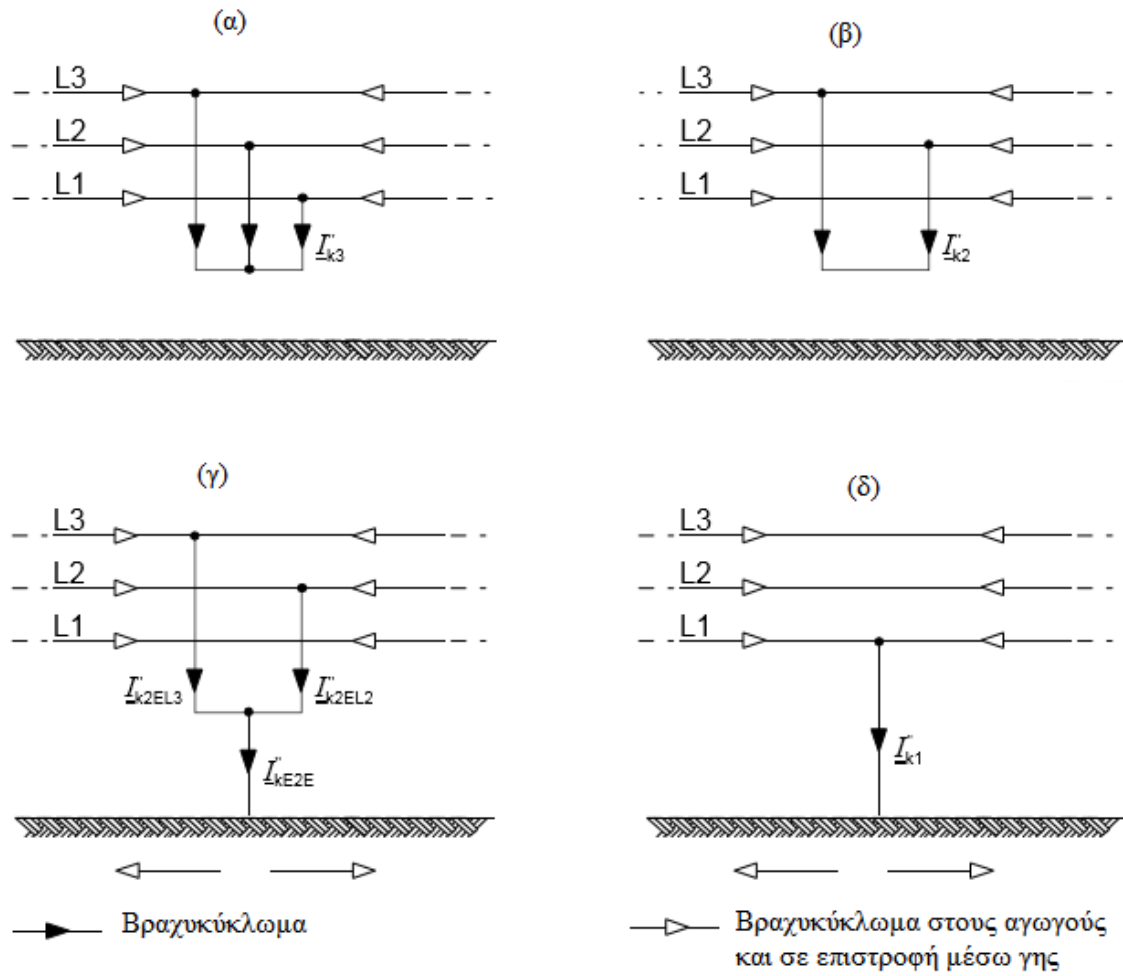 (α)
L3
L2
L1
I"k3
(β)
L3
L2
L1
I"k2
(γ)
L3
L2
L1
I"k2EL3
I"k2EL2
I"kE2E
(δ)
L3
L2
L1
I"k1
Βραχυκύκλωμα
Βραχυκύκλωμα στους αγωγούς
και σε επιστροφή μέσω γης